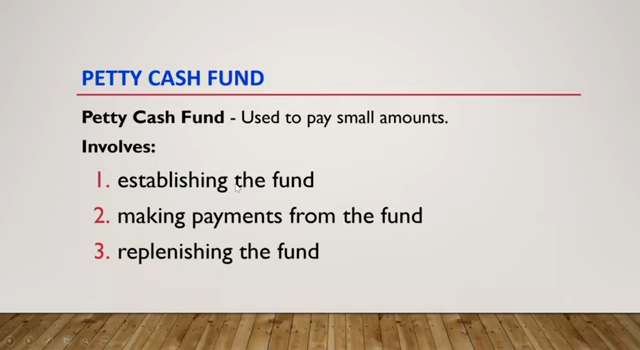 PETTY CASH FUND
Petty Cash Fund - Used to pay small amounts.
Involves:
1. establishing the fund
2. making payments from the fund
3. replenishing the fund